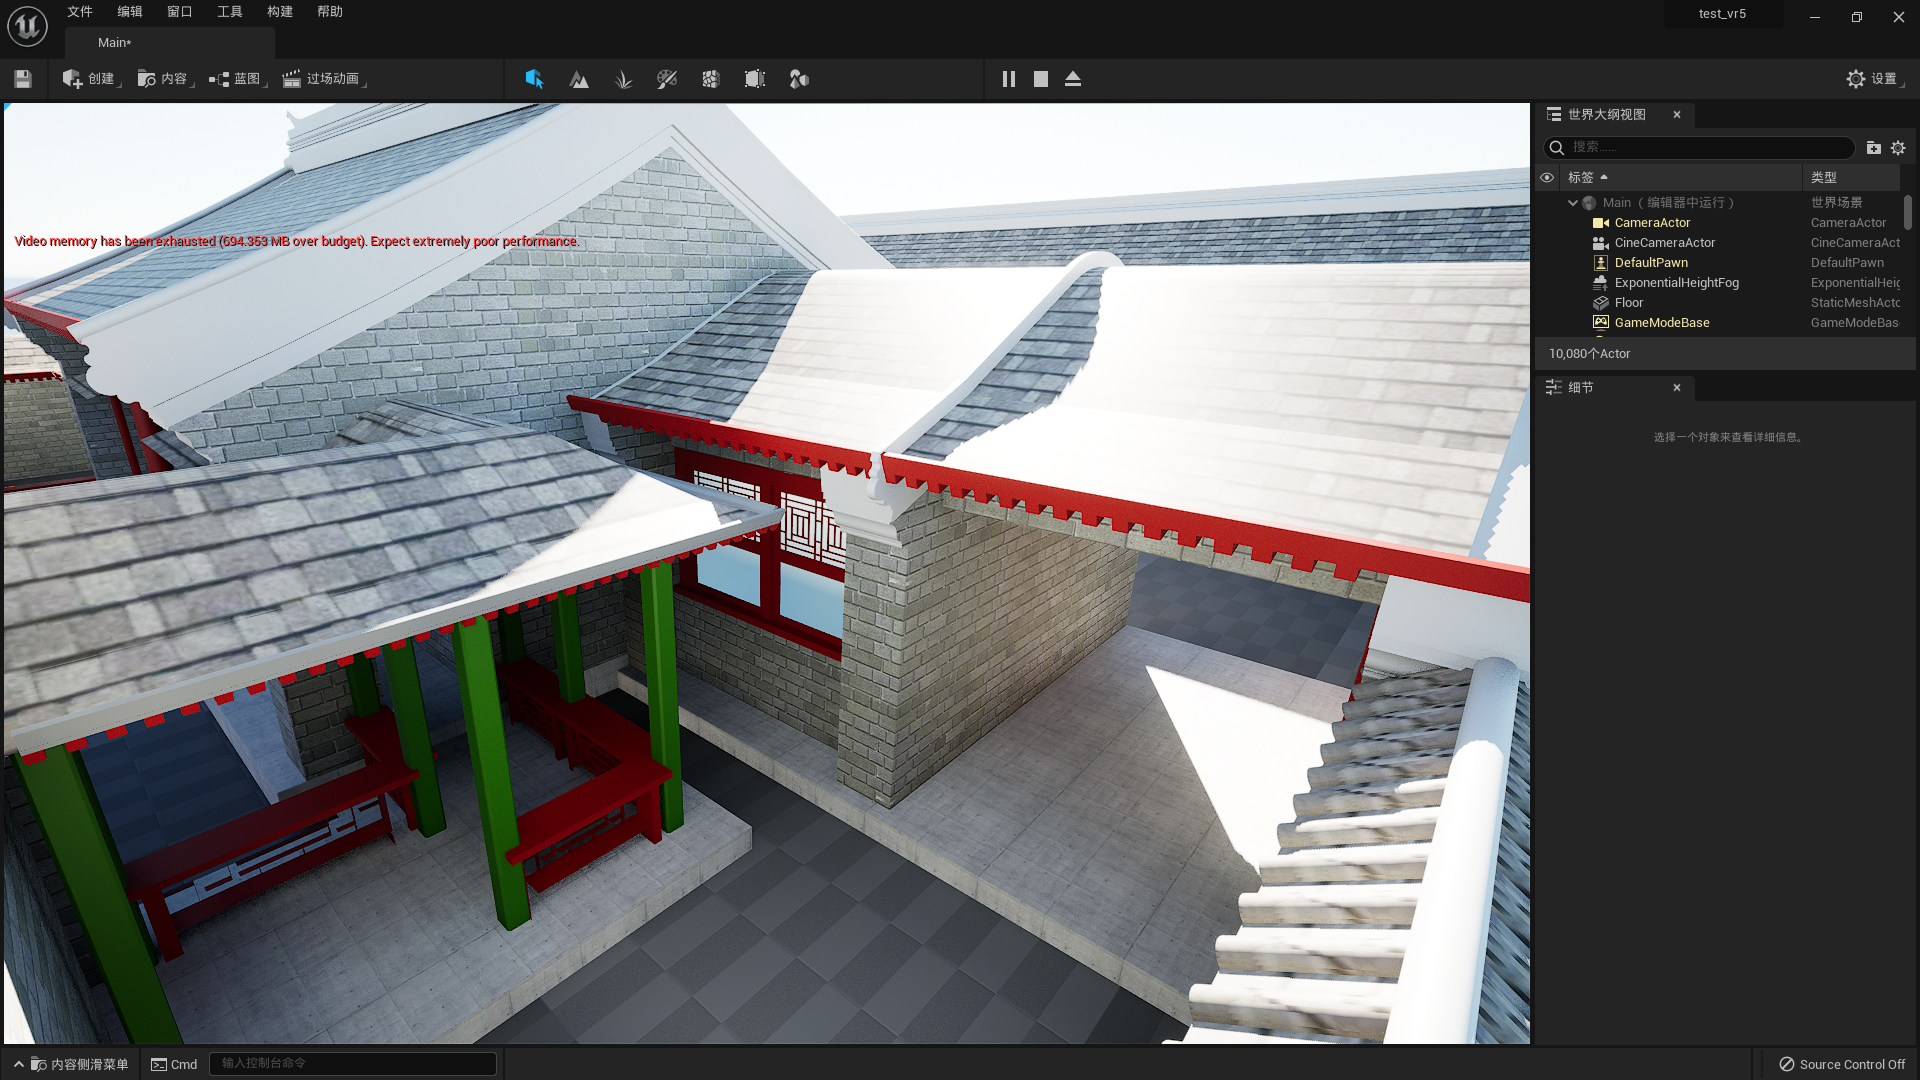 文件 编辑 窗口 工具 构建 帮助
test_vr5
Main*
创建 内容 蓝图 过场动画
设置
世界大纲视图
搜索......
标签 类型
Main（编辑器中运行） 世界场景
CameraActor CameraActor
CineCameraActor CineCameraAct
DefaultPawn DefaultPawn
ExponentialHeightFog ExponentialHeig
Floor StaticMeshActo
GameModeBase GameModeBas
10,080个Actor
细节
选择一个对象来查看详细信息。
Video memory has been exhausted (694.353 MB over budget). Expect extremely poor performance.
内容侧滑菜单 Cmd 输入控制台命令
Source Control Off